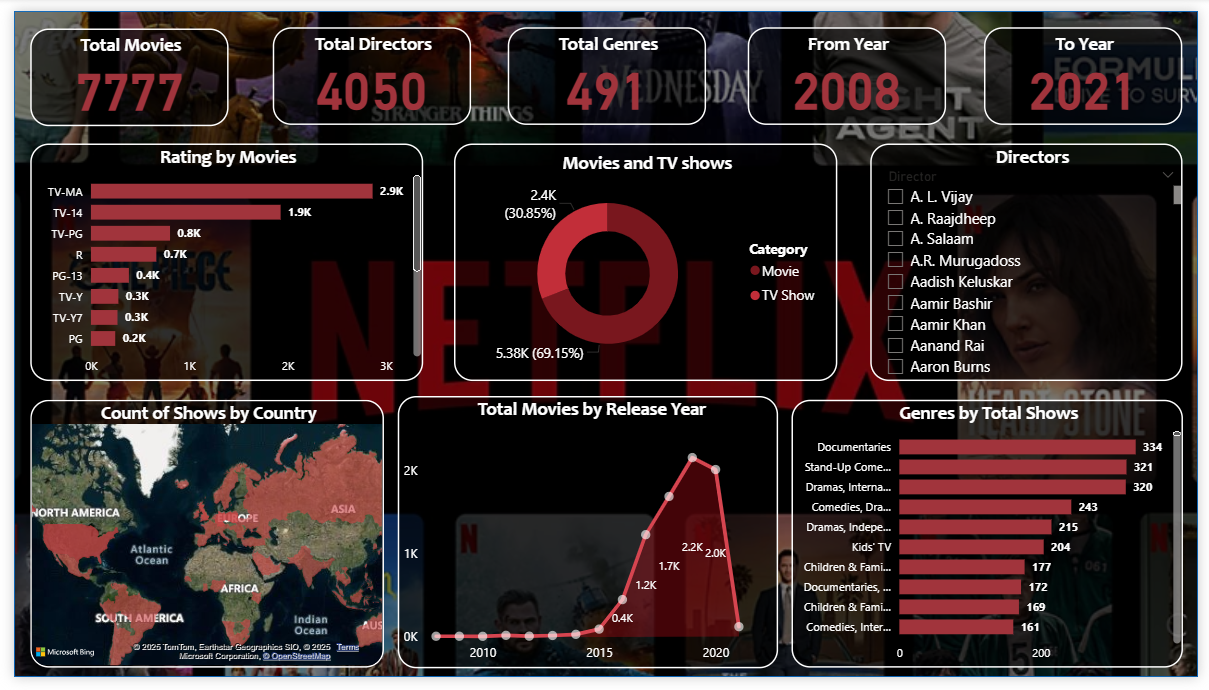 Total Movies
7777
Total Directors
4050
Total Genres
491
From Year
2008
To Year
2021
STRANGER THINGS
WEDNESDAY
AGENT
Rating by Movies
TV-MA 2.9K
TV-14 1.9K
TV-PG 0.8K
R 0.7K
PG-13 0.4K
TV-Y 0.3K
TV-Y7 0.3K
PG 0.2K
0K 1K 2K 3K
Movies and TV shows
2.4K
(30.85%)
5.38K (69.15%)
Category
Movie
TV Show
NETFLIX
Directors
Director
A. L. Vijay
A. Raajdheep
A. Salaam
A.R. Murugadoss
Aadish Keluskar
Aamir Bashir
Aamir Khan
Aanand Rai
Aaron Burns
HEART STONE
Count of Shows by Country
NORTH AMERICA
EUROPE
ASIA
Atlantic
Ocean
AFRICA
SOUTH AMERICA
Indian
Ocean
AUS
Microsoft Bing
© 2025 TomTom, Earthstar Geographics SIO, © 2025 Terms
Microsoft Corporation, © OpenStreetMap
Total Movies by Release Year
2K
1K
0K
0.4K
1.2K
1.7K
2.2K
2.0K
2010 2015 2020
Genres by Total Shows
Documentaries 334
Stand-Up Come... 321
Dramas, Interna... 320
Comedies, Dra... 243
Dramas, Indepe... 215
Kids' TV 204
Children & Fami... 177
Documentaries, ... 172
Children & Fami... 169
Comedies, Inter... 161
0 200